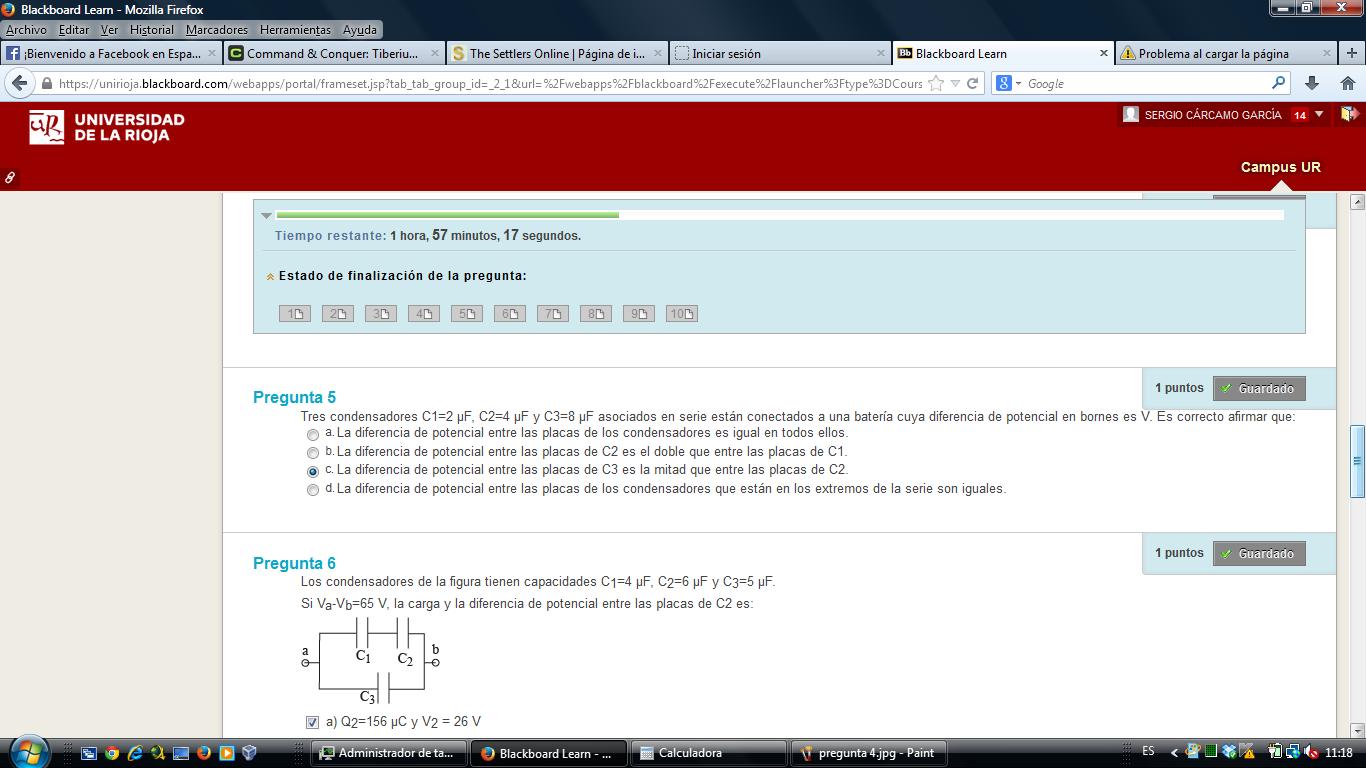 Blackboard Learn - Mozilla Firefox
Archivo Editar Ver Historial Marcadores Herramientas Ayuda
¡Bienvenido a Facebook en Espa...
Command & Conquer: Tiberiu...
The Settlers Online | Página de i...
Iniciar sesión
Blackboard Learn
Problema al cargar la página
https://unirioja.blackboard.com/webapps/portal/frameset.jsp?tab_tab_group_id=_2_1&url=%2Fwebapps%2Fblackboard%2Fexecute%2Flauncher%3Ftype%3DCours
Google
UNIVERSIDAD
DE LA RIOJA
SERGIO CÁRCAMO GARCÍA 14
Campus UR
Tiempo restante: 1 hora, 57 minutos, 17 segundos.
Estado de finalización de la pregunta:
1 2 3 4 5 6 7 8 9 10
Pregunta 5
1 puntos Guardado
Tres condensadores C1=2 µF, C2=4 µF y C3=8 µF asociados en serie están conectados a una batería cuya diferencia de potencial en bornes es V. Es correcto afirmar que:
a. La diferencia de potencial entre las placas de los condensadores es igual en todos ellos.
b. La diferencia de potencial entre las placas de C2 es el doble que entre las placas de C1.
c. La diferencia de potencial entre las placas de C3 es la mitad que entre las placas de C2.
d. La diferencia de potencial entre las placas de los condensadores que están en los extremos de la serie son iguales.
Pregunta 6
1 puntos Guardado
Los condensadores de la figura tienen capacidades C1=4 µF, C2=6 µF y C3=5 µF.
Si Va-Vb=65 V, la carga y la diferencia de potencial entre las placas de C2 es:
a
b
C1
C2
C3
a) Q2=156 µC y V2 = 26 V
Administrador de ta...
Blackboard Learn - ...
Calculadora
pregunta 4.jpg - Paint
ES
11:18